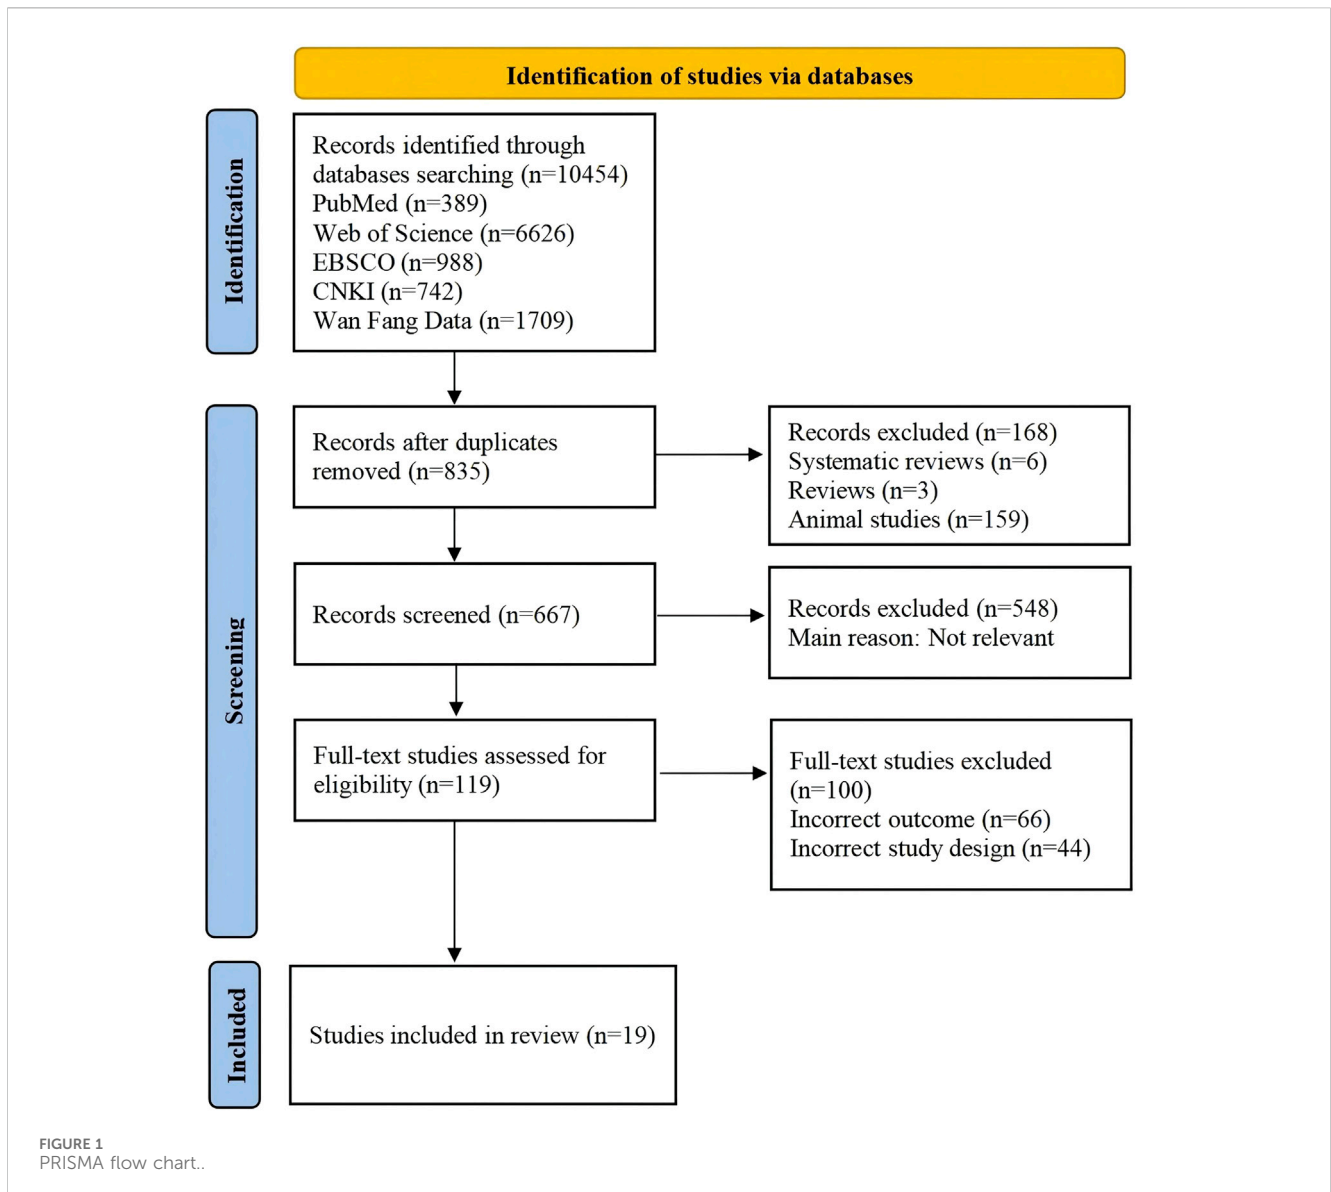 Identification of studies via databases
Identification
Records identified through
databases searching (n=10454)
PubMed (n=389)
Web of Science (n=6626)
EBSCO (n=988)
CNKI (n=742)
Wan Fang Data (n=1709)
Screening
Records after duplicates
removed (n=835)
Records excluded (n=168)
Systematic reviews (n=6)
Reviews (n=3)
Animal studies (n=159)
Records screened (n=667)
Records excluded (n=548)
Main reason: Not relevant
Full-text studies assessed for
eligibility (n=119)
Full-text studies excluded
(n=100)
Incorrect outcome (n=66)
Incorrect study design (n=44)
Included
Studies included in review (n=19)
FIGURE 1
PRISMA flow chart..